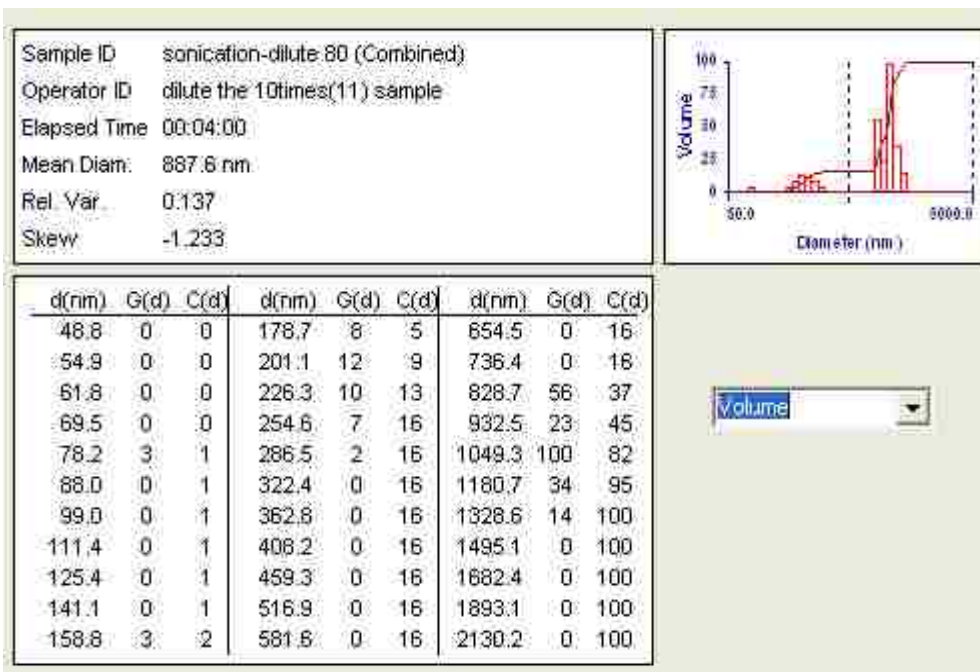 Sample ID sonication-dilute 80 (Combined)
Operator ID dilute the 10times(11) sample
Elapsed Time 00:04:00
Mean Diam. 887.6 nm
Rel. Var. 0.137
Skew -1.233
100
75
50
25
0
Volume
50.0 5000.0
Diameter (nm)
d(nm) G(d) C(d) d(nm) G(d) C(d) d(nm) G(d) C(d)
48.8 0 0 178.7 8 5 654.5 0 16
54.9 0 0 201.1 12 9 736.4 0 16
61.8 0 0 226.3 10 13 828.7 56 37
69.5 0 0 254.6 7 16 932.5 23 45
78.2 3 1 286.5 2 16 1049.3 100 82
88.0 0 1 322.4 0 16 1180.7 34 95
99.0 0 1 362.8 0 16 1328.6 14 100
111.4 0 1 408.2 0 16 1495.1 0 100
125.4 0 1 459.3 0 16 1682.4 0 100
141.1 0 1 516.9 0 16 1893.1 0 100
158.8 3 2 581.6 0 16 2130.2 0 100
Volume